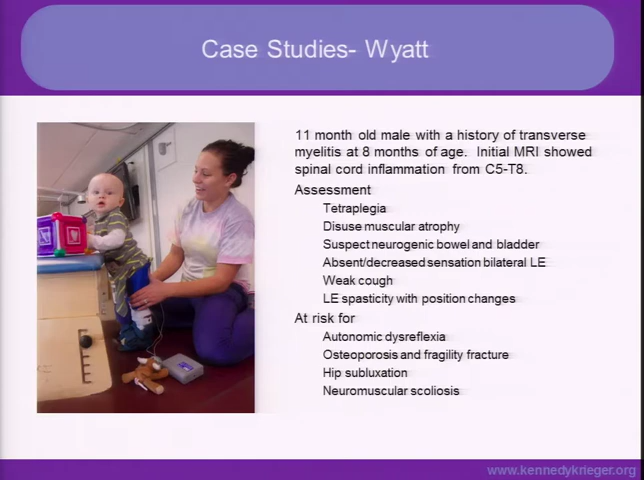 Case Studies- Wyatt
11 month old male with a history of transverse
myelitis at 8 months of age. Initial MRI showed
spinal cord inflammation from C5-T8.
Assessment
Tetraplegia
Disuse muscular atrophy
Suspect neurogenic bowel and bladder
Absent/decreased sensation bilateral LE
Weak cough
LE spasticity with position changes
At risk for
Autonomic dysreflexia
Osteoporosis and fragility fracture
Hip subluxation
Neuromuscular scoliosis
www.kennedykrieger.org